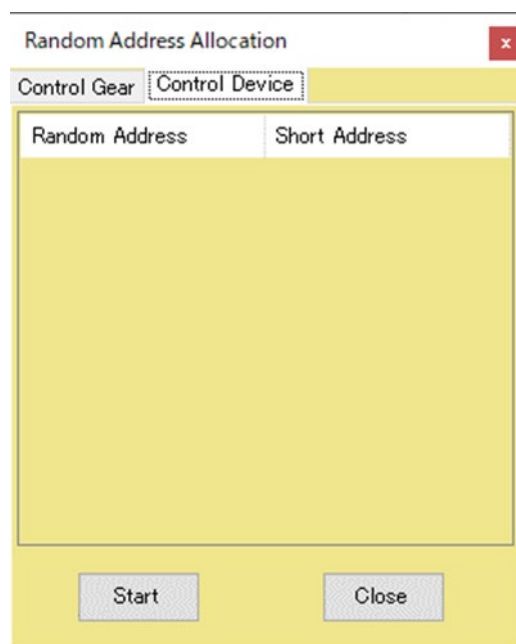 Random Address Allocation x
Control Gear Control Device
Random Address Short Address
Start Close